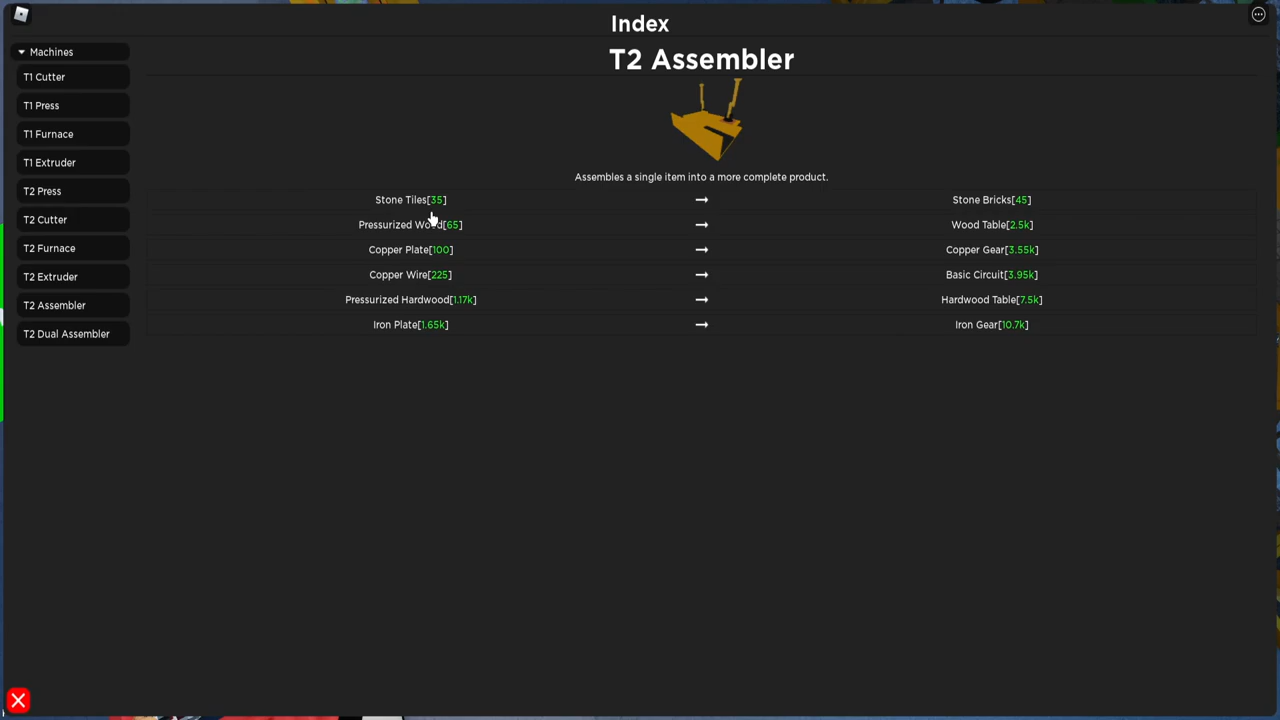 Index
Machines
T1 Cutter
T1 Press
T1 Furnace
T1 Extruder
T2 Press
T2 Cutter
T2 Furnace
T2 Extruder
T2 Assembler
T2 Dual Assembler
T2 Assembler
Assembles a single item into a more complete product.
Stone Tiles[35] → Stone Bricks[45]
Pressurized Wood[65] → Wood Table[2.5k]
Copper Plate[100] → Copper Gear[3.55k]
Copper Wire[225] → Basic Circuit[3.95k]
Pressurized Hardwood[1.17k] → Hardwood Table[7.5k]
Iron Plate[1.65k] → Iron Gear[10.7k]